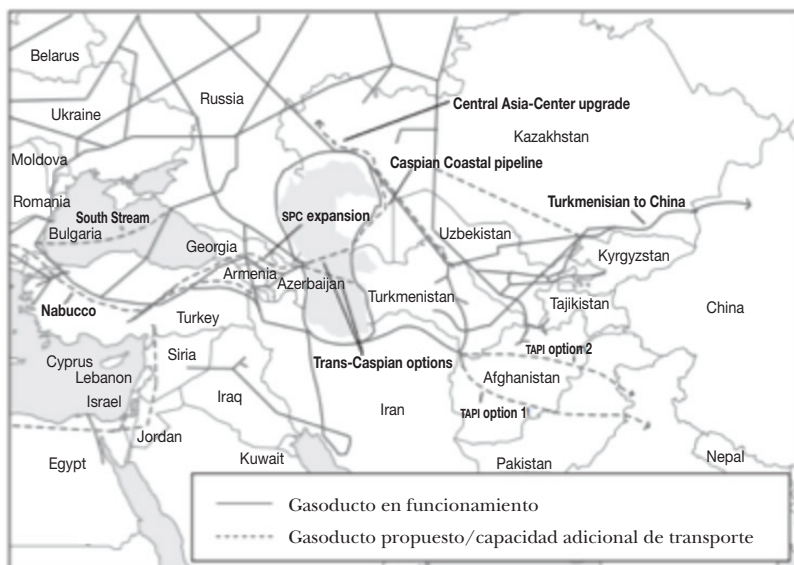 Belarus
Russia
Ukraine
Central Asia-Center upgrade
Kazakhstan
Moldova
Caspian Coastal pipeline
Romania
Turkmenisian to China
South Stream
SPC expansion
Bulgaria
Uzbekistan
Georgia
Kyrgyzstan
Armenia
Azerbaijan
Turkmenistan
Tajikistan
Nabucco
Turkey
China
TAPI option 2
Siria
Trans-Caspian options
Cyprus
Lebanon
Afghanistan
Israel
Iraq
Iran
TAPI option 1
Jordan
Egypt
Kuwait
Pakistan
Nepal
Gasoducto en funcionamiento
Gasoducto propuesto/capacidad adicional de transporte